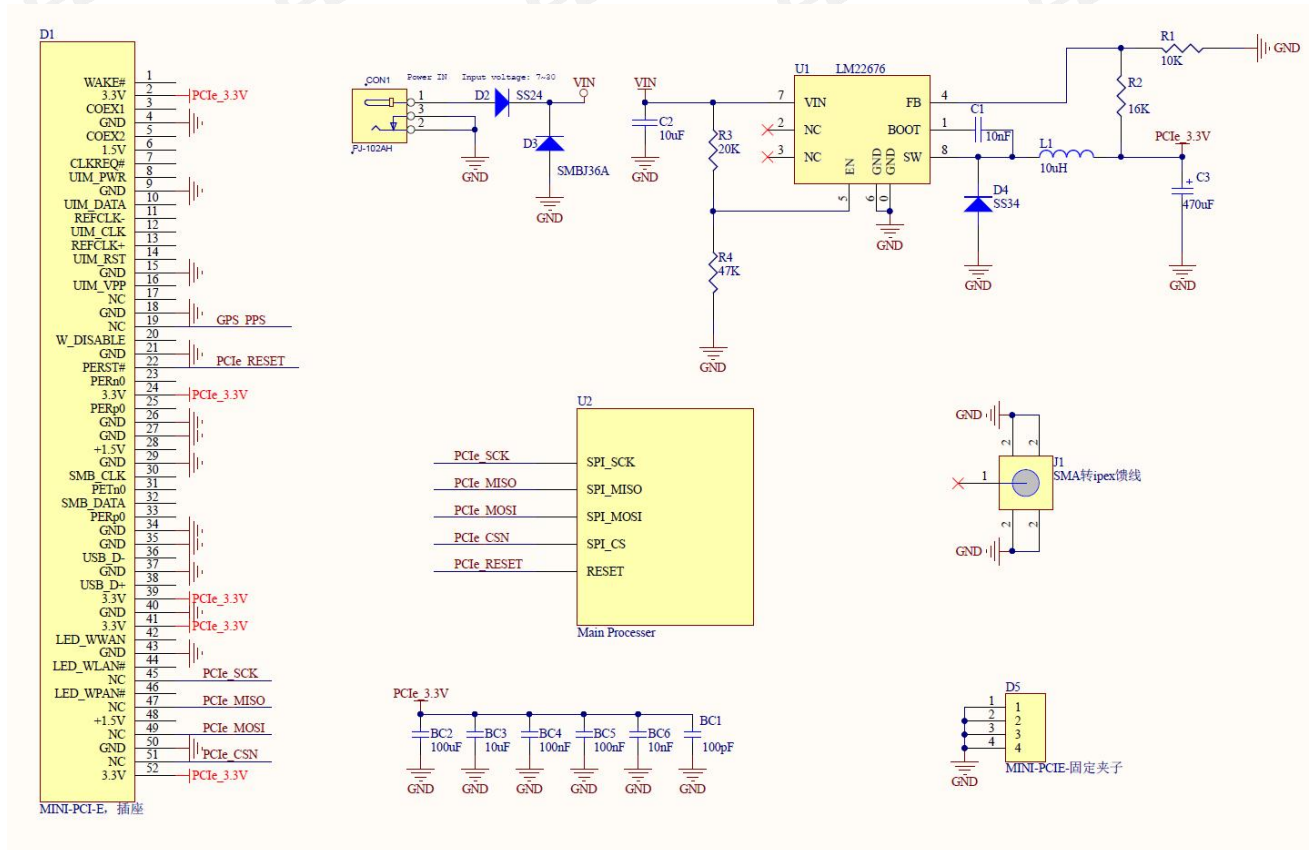 D1
WAKE# 1
3.3V 2 PCIe_3.3V
COEX1 3
GND 4
COEX2 5
1.5V 6
CLKREQ# 7
UIM_PWR 8
GND 9
UIM_DATA 10
REFCLK- 11
UIM_CLK 12
REFCLK+ 13
UIM_RST 14
GND 15
UIM_VPP 16
NC 17
GND 18
NC 19 GPS_PPS
W_DISABLE 20
GND 21
PERST# 22 PCIe_RESET
PERn0 23
3.3V 24 PCIe_3.3V
PERp0 25
GND 26
GND 27
+1.5V 28
GND 29
SMB_CLK 30
PETn0 31
SMB_DATA 32
PERp0 33
GND 34
GND 35
USB_D- 36
GND 37
USB_D+ 38
3.3V 39 PCIe_3.3V
GND 40
3.3V 41 PCIe_3.3V
LED_WWAN 42
GND 43
LED_WLAN# 44
NC 45 PCIe_SCK
LED_WPAN# 46
NC 47 PCIe_MISO
+1.5V 48
NC 49 PCIe_MOSI
GND 50
NC 51 PCIe_CSN
3.3V 52 PCIe_3.3V
MINI-PCI-E，插座
CON1 Power IN Input voltage: 7~30
1
3
2
PJ-102AH
D2 SS24
VIN
D3
SMBJ36A
GND
GND
VIN
C2
10uF
GND
R3
20K
R4
47K
GND
U1 LM22676
7 VIN
2 NC
3 NC
FB 4
BOOT 1
SW 8
EN 5
GND 6
GND 0
GND
C1
10nF
R1
10K
GND
R2
16K
L1
10uH
PCIe_3.3V
D4
SS34
GND
+ C3
470uF
GND
U2
PCIe_SCK SPI_SCK
PCIe_MISO SPI_MISO
PCIe_MOSI SPI_MOSI
PCIe_CSN SPI_CS
PCIe_RESET RESET
Main Processer
GND
2 2
1
J1
SMA转ipex馈线
2 2
GND
PCIe_3.3V
BC2
100uF
GND
BC3
10uF
GND
BC4
100nF
GND
BC5
100nF
GND
BC6
10nF
GND
BC1
100pF
GND
D5
1 1
2 2
3 3
4 4
MINI-PCIE-固定夹子
GND